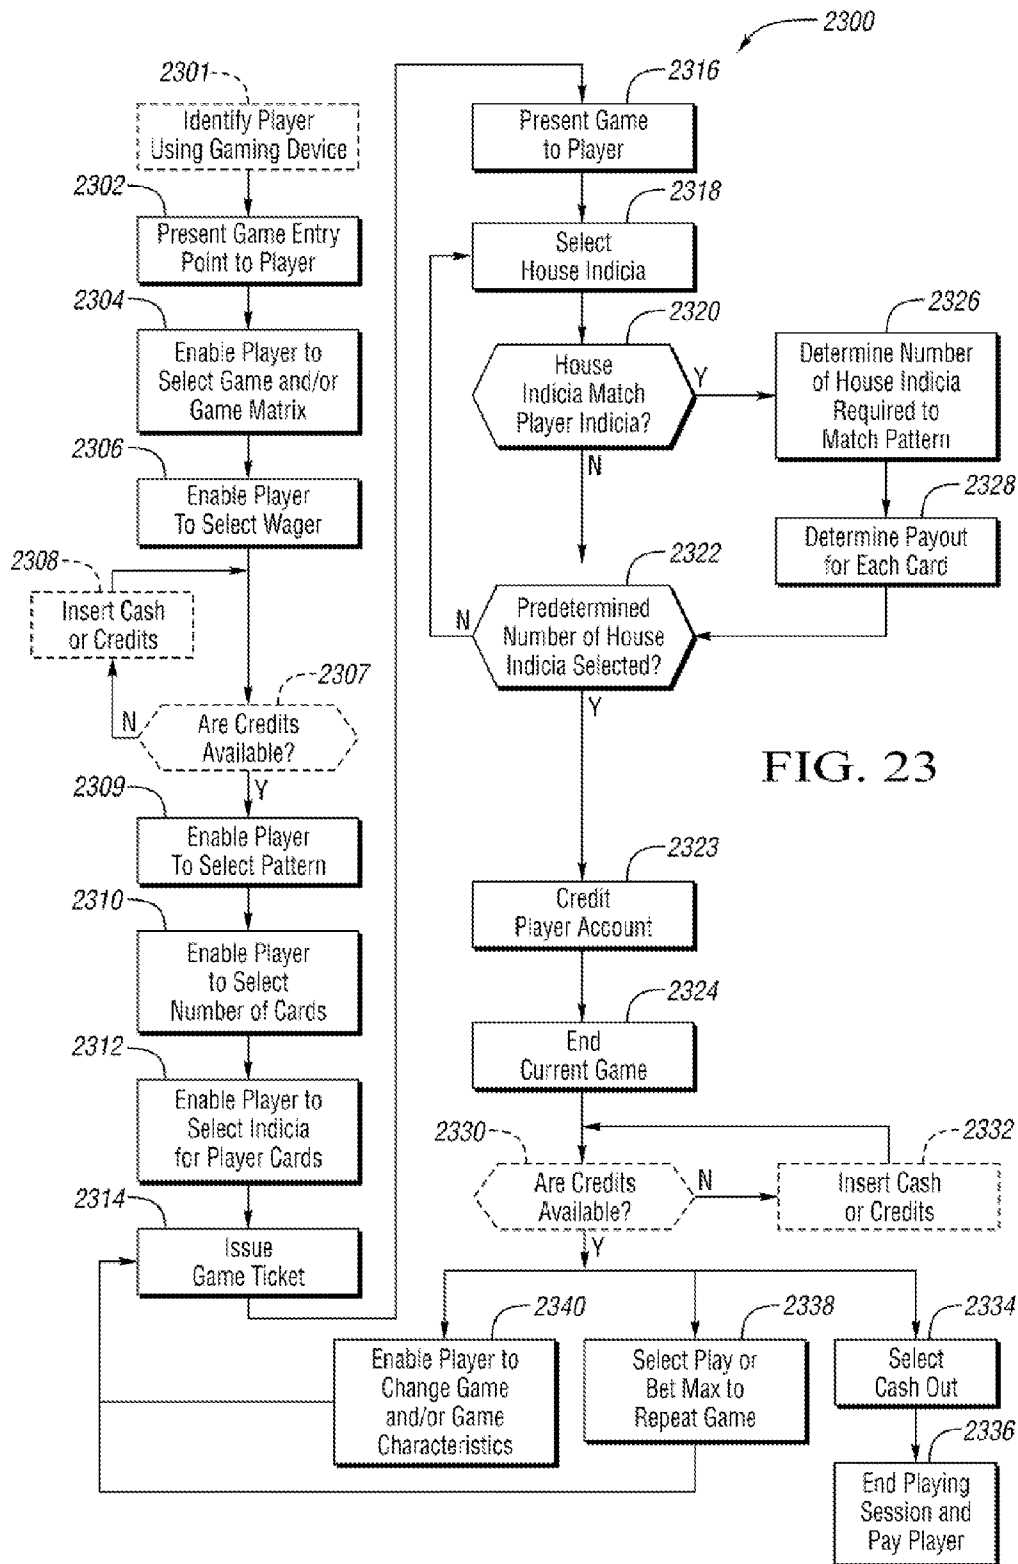 2300
2301
Identify Player
Using Gaming Device
2302
Present Game Entry
Point to Player
2304
Enable Player to
Select Game and/or
Game Matrix
2306
Enable Player
To Select Wager
2308
Insert Cash
or Credits
2307
N
Are Credits
Available?
Y
2309
Enable Player
To Select Pattern
2310
Enable Player
to Select
Number of Cards
2312
Enable Player to
Select Indicia
for Player Cards
2314
Issue
Game Ticket
2316
Present Game
to Player
2318
Select
House Indicia
2320
House
Indicia Match
Player Indicia?
Y
N
2326
Determine Number
of House Indicia
Required to
Match Pattern
2328
Determine Payout
for Each Card
2322
N
Predetermined
Number of House
Indicia Selected?
Y
FIG. 23
2323
Credit
Player Account
2324
End
Current Game
2330
Are Credits
Available?
N
Y
2332
Insert Cash
or Credits
2340
Enable Player to
Change Game
and/or Game
Characteristics
2338
Select Play or
Bet Max to
Repeat Game
2334
Select
Cash Out
2336
End Playing
Session and
Pay Player